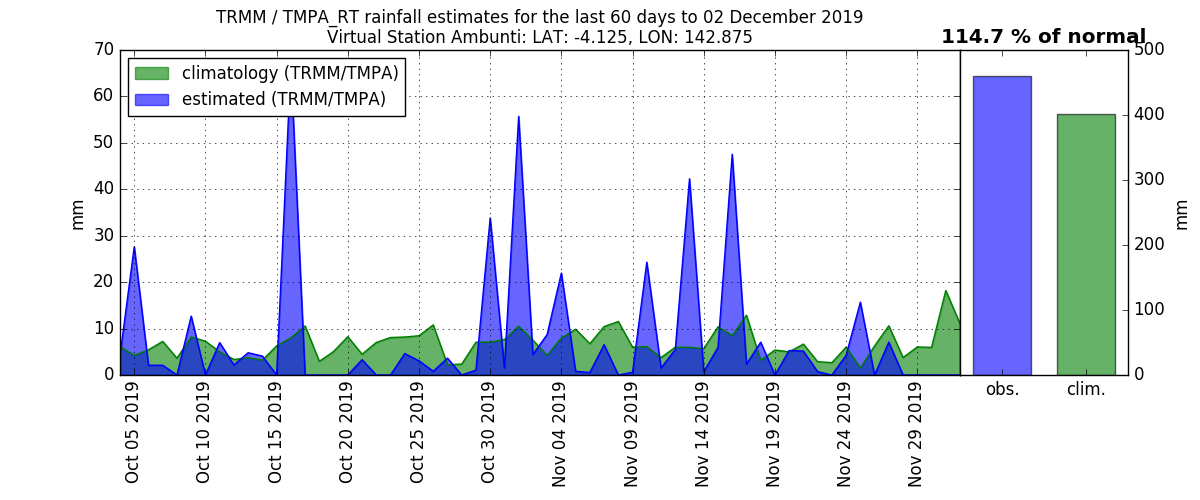 TRMM / TMPA_RT rainfall estimates for the last 60 days to 02 December 2019
Virtual Station Ambunti: LAT: -4.125, LON: 142.875
114.7 % of normal
climatology (TRMM/TMPA)
estimated (TRMM/TMPA)
mm
70
60
50
40
30
20
10
0
Oct 05 2019
Oct 10 2019
Oct 15 2019
Oct 20 2019
Oct 25 2019
Oct 30 2019
Nov 04 2019
Nov 09 2019
Nov 14 2019
Nov 19 2019
Nov 24 2019
Nov 29 2019
obs.
clim.
500
400
300
200
100
0
mm